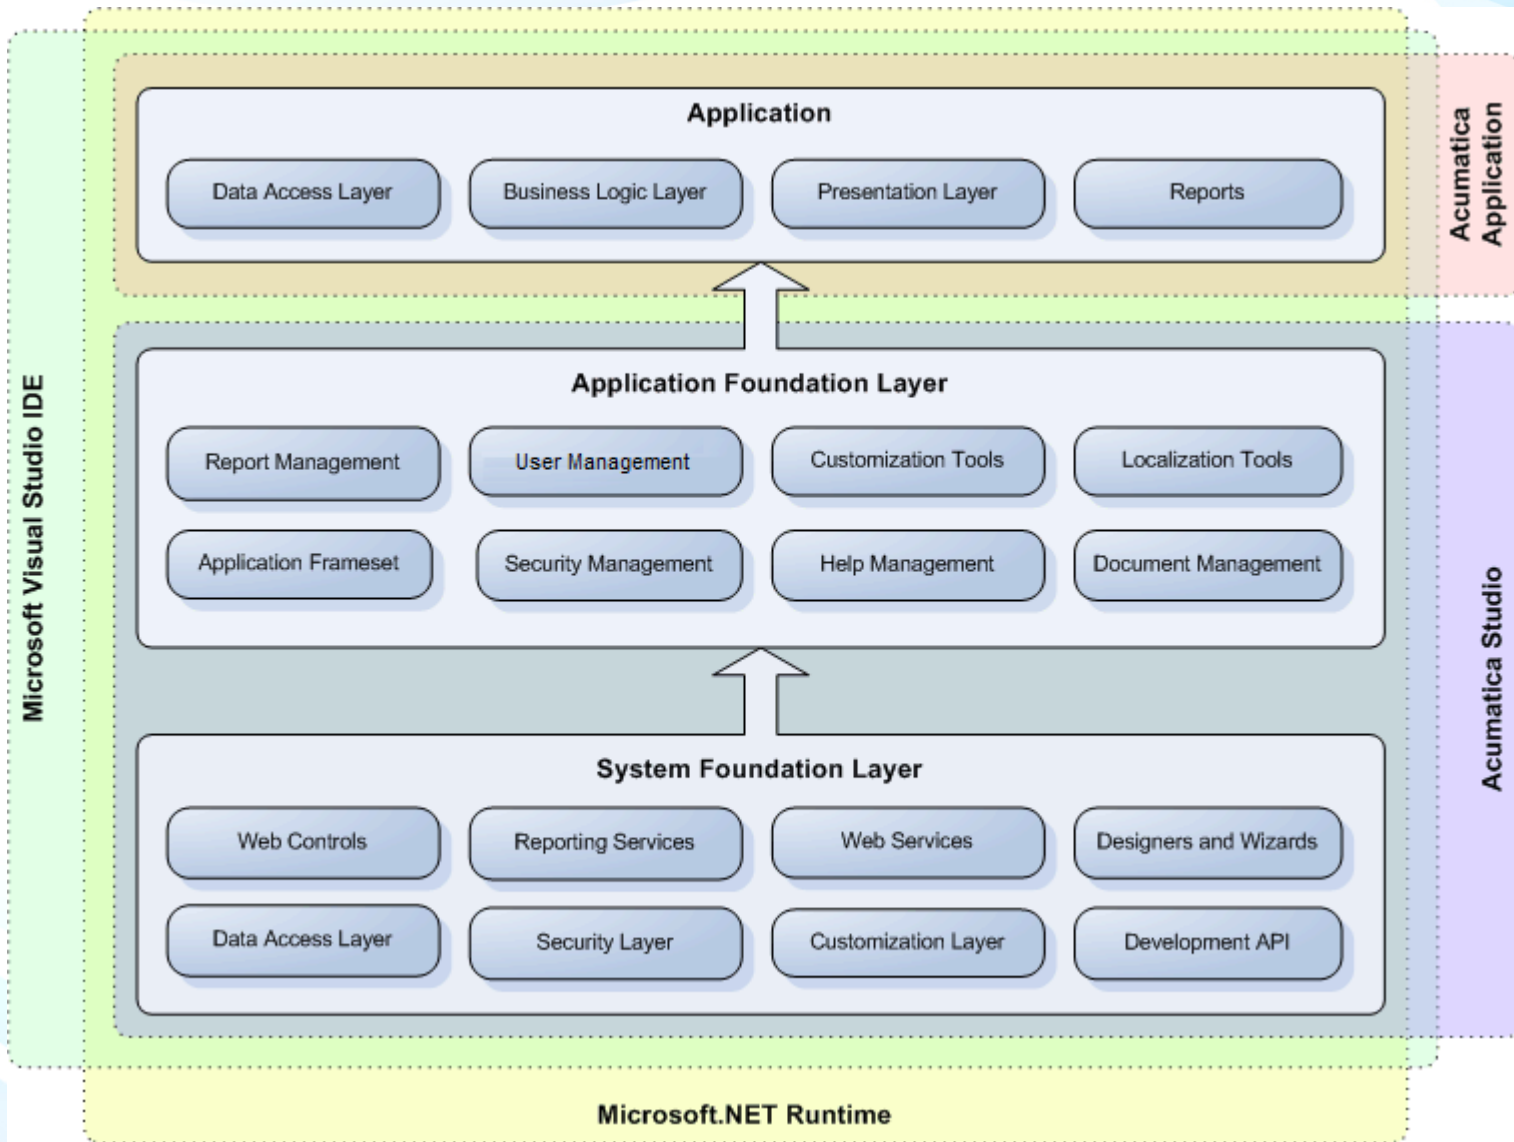 Application
Data Access Layer
Business Logic Layer
Presentation Layer
Reports
Acumatica
Application
Application Foundation Layer
Report Management
User Management
Customization Tools
Localization Tools
Application Frameset
Security Management
Help Management
Document Management
Microsoft Visual Studio IDE
Acumatica Studio
System Foundation Layer
Web Controls
Reporting Services
Web Services
Designers and Wizards
Data Access Layer
Security Layer
Customization Layer
Development API
Microsoft.NET Runtime